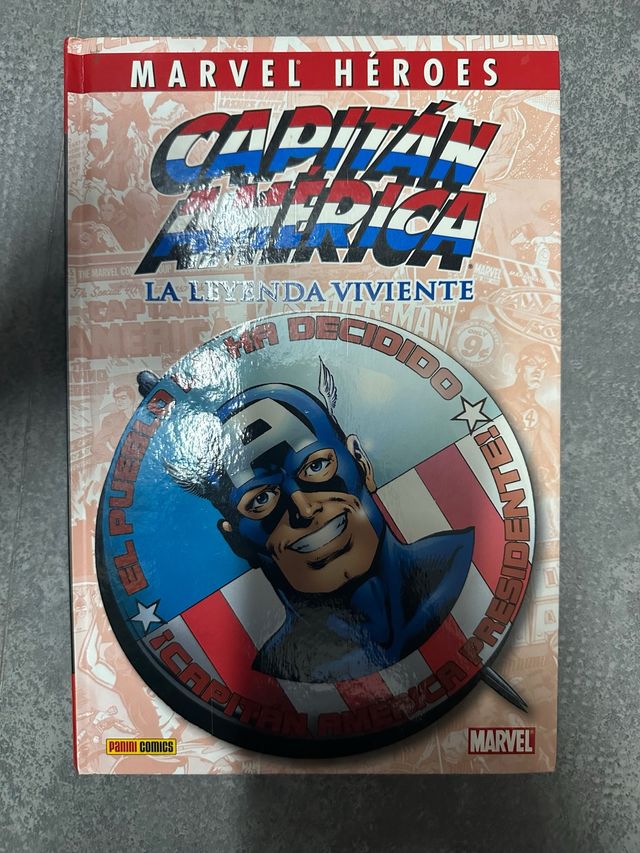 MARVEL HÉROES
CAPITÁN
AMÉRICA
LA LEYENDA VIVIENTE
EL PUEBLO HA DECIDIDO
¡CAPITÁN AMÉRICA PRESIDENTE!
PANINI COMICS
MARVEL